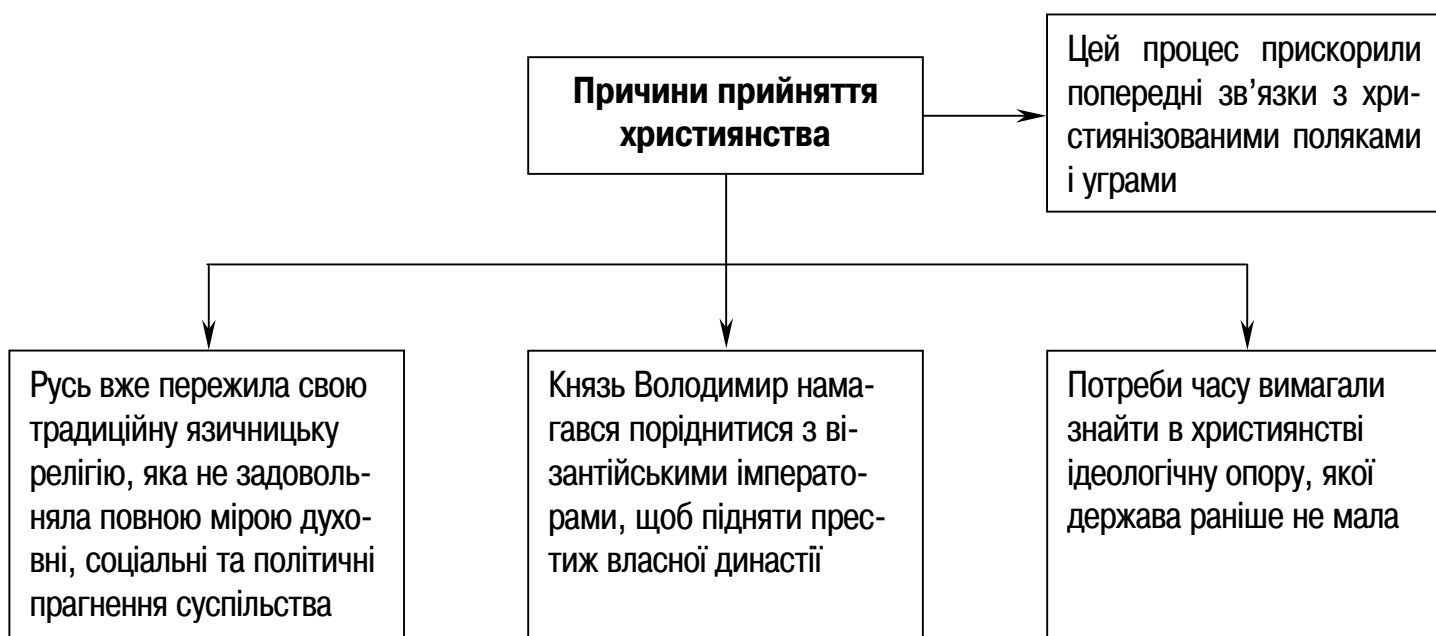 Причини прийняття
християнства
Цей процес прискорили
попередні зв’язки з хри-
стиянізованими поляками
і уграми
Русь вже пережила свою
традиційну язичницьку
релігію, яка не задоволь-
няла повною мірою духо-
вні, соціальні та політичні
прагнення суспільства
Князь Володимир нама-
гався поріднитися з ві-
зантійськими імперато-
рами, щоб підняти прес-
тиж власної династії
Потреби часу вимагали
знайти в християнстві
ідеологічну опору, якої
держава раніше не мала